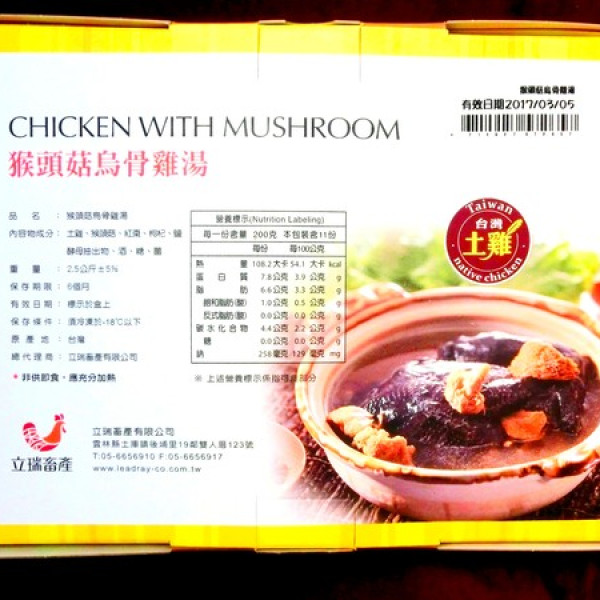 猴頭菇烏骨雞湯
有效日期2017/03/05
CHICKEN WITH MUSHROOM
猴頭菇烏骨雞湯
Taiwan
台灣
土雞
native chicken
品名：猴頭菇烏骨雞湯
內容物成分：土雞、猴頭菇、紅棗、枸杞、鹽
酵母抽出物、酒、糖、薑
重量：2.5公斤±5%
保存期限：6個月
有效日期：標示於盒上
保存條件：須冷凍於-18℃以下
原產地：台灣
總代理商：立瑞畜產有限公司
* 非供即食，應充分加熱
營養標示(Nutrition Labeling)
每一份含量 200克 本包裝含11份
每份 每100公克
熱量 108.2 大卡 54.1 大卡 kcal
蛋白質 7.8 公克 3.9 公克 g
脂肪 6.6 公克 3.3 公克 g
飽和脂肪(酸) 1.0 公克 0.5 公克 g
反式脂肪(酸) 0.0 公克 0.0 公克 g
碳水化合物 4.4 公克 2.2 公克 g
糖 0.0 公克 0.0 公克 g
鈉 258 毫克 129 毫克 mg
※ 上述營養標示係指禮盒部分
立瑞畜產
立瑞畜產有限公司
雲林縣土庫鎮後埔里19鄰雙人迴123號
T:05-6656910 F:05-6656917
www.leadray-co.com.tw